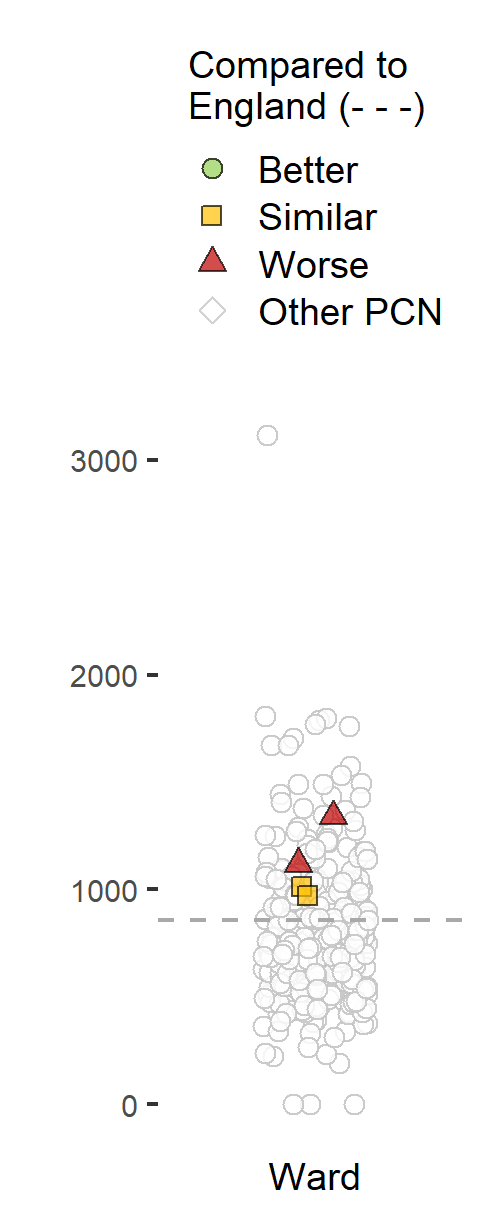 Compared to
England (- - -)
Better
Similar
Worse
Other PCN
3000
2000
1000
0
Ward